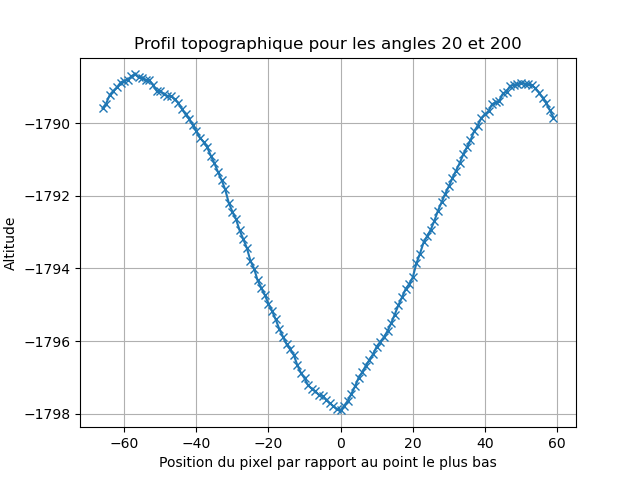 Profil topographique pour les angles 20 et 200
Altitude
−1790
−1792
−1794
−1796
−1798
−60 −40 −20 0 20 40 60
Position du pixel par rapport au point le plus bas